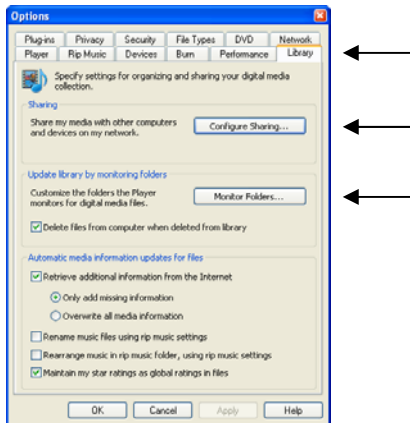 Options
Plug-ins Privacy Security File Types DVD Network
Player Rip Music Devices Burn Performance Library
Specify settings for organizing and sharing your digital media
collection.
Sharing
Share my media with other computers
and devices on my network.
Configure Sharing...
Update library by monitoring folders
Customize the folders the Player
monitors for digital media files.
Monitor Folders...
Delete files from computer when deleted from library
Automatic media information updates for files
Retrieve additional information from the Internet
Only add missing information
Overwrite all media information
Rename music files using rip music settings
Rearrange music in rip music folder, using rip music settings
Maintain my star ratings as global ratings in files
OK Cancel Apply Help